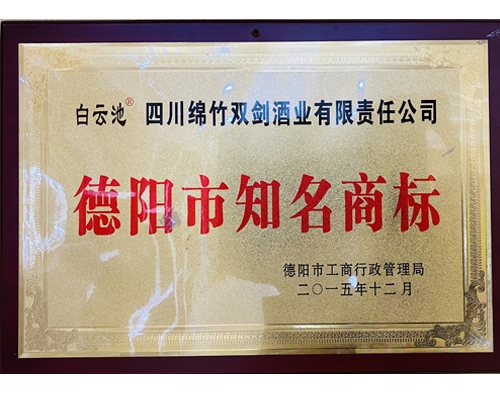 白云池® 四川绵竹双剑酒业有限责任公司
德阳市知名商标
德阳市工商行政管理局
二〇一五年十二月